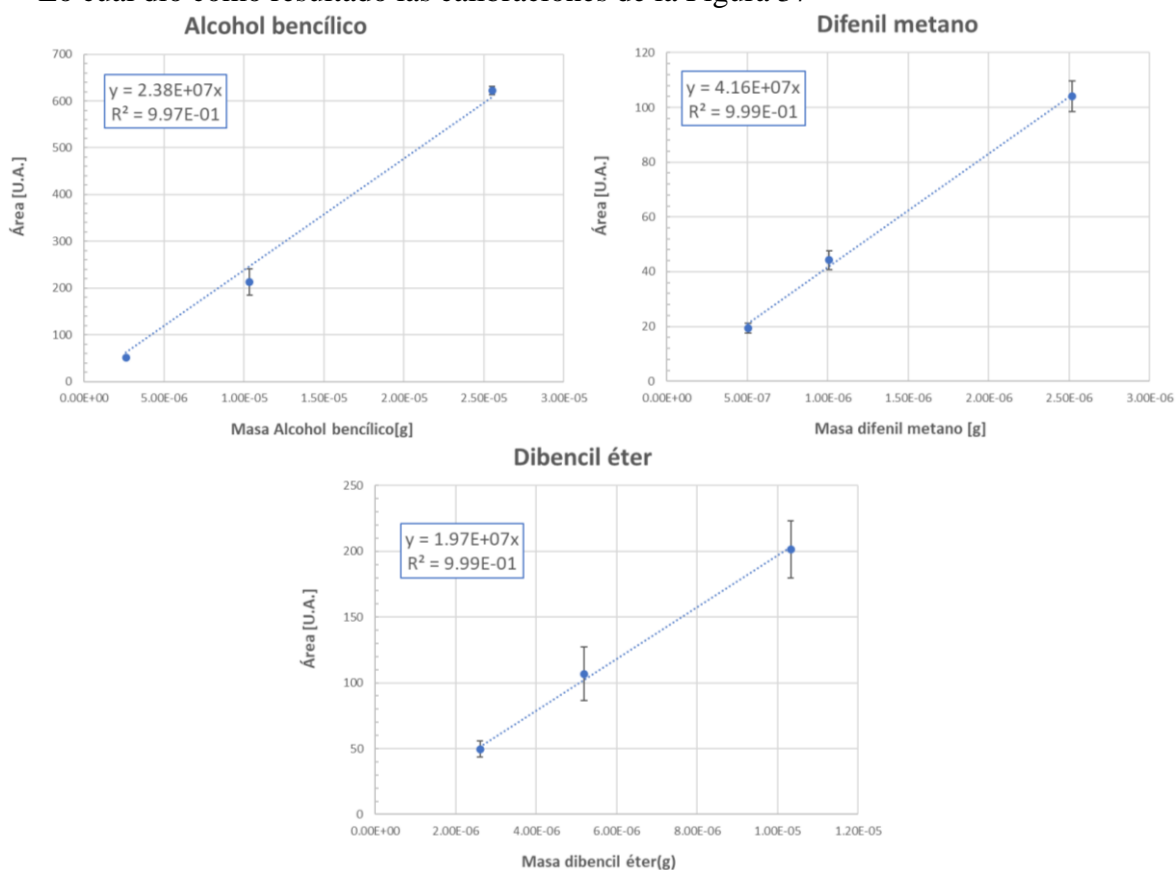 Alcohol bencílico
700
600
500
400
300
200
100
0
y = 2.38E+07x
R² = 9.97E-01
Área [U.A.]
0.00E+00 5.00E-06 1.00E-05 1.50E-05 2.00E-05 2.50E-05 3.00E-05
Masa Alcohol bencílico[g]
Difenil metano
120
100
80
60
40
20
0
y = 4.16E+07x
R² = 9.99E-01
Área [U.A.]
0.00E+00 5.00E-07 1.00E-06 1.50E-06 2.00E-06 2.50E-06 3.00E-06
Masa difenil metano [g]
Dibencil éter
250
200
150
100
50
0
y = 1.97E+07x
R² = 9.99E-01
Área [U.A.]
0.00E+00 2.00E-06 4.00E-06 6.00E-06 8.00E-06 1.00E-05 1.20E-05
Masa dibencil éter(g)